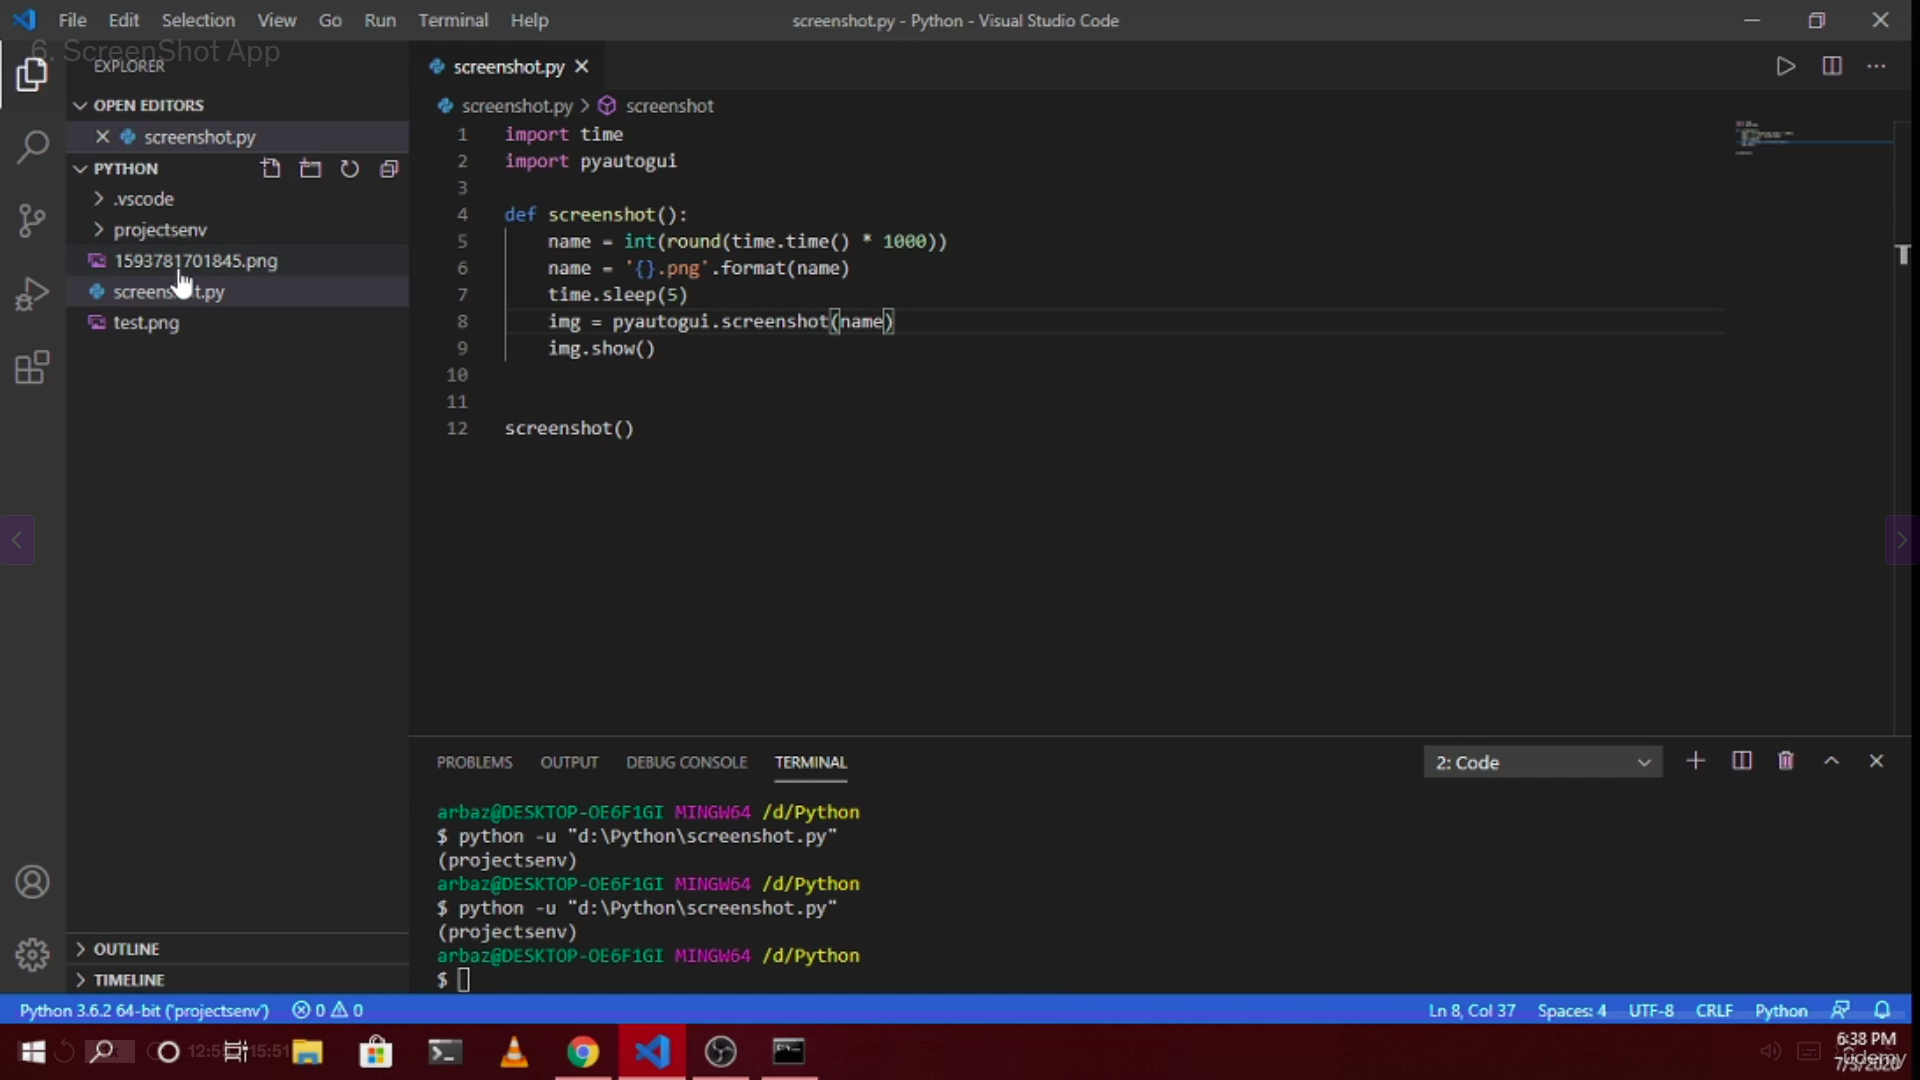 File Edit Selection View Go Run Terminal Help
screenshot.py - Python - Visual Studio Code
6. ScreenShot App
EXPLORER
OPEN EDITORS
screenshot.py
PYTHON
.vscode
projectsenv
1593781701845.png
screenshot.py
test.png
OUTLINE
TIMELINE
screenshot.py
screenshot.py > screenshot
1 import time
2 import pyautogui
3
4 def screenshot():
5 name = int(round(time.time() * 1000))
6 name = '{}.png'.format(name)
7 time.sleep(5)
8 img = pyautogui.screenshot(name)
9 img.show()
10
11
12 screenshot()
PROBLEMS OUTPUT DEBUG CONSOLE TERMINAL
2: Code
arbaz@DESKTOP-OE6F1GI MINGW64 /d/Python
$ python -u "d:\Python\screenshot.py"
(projectsenv)
arbaz@DESKTOP-OE6F1GI MINGW64 /d/Python
$ python -u "d:\Python\screenshot.py"
(projectsenv)
arbaz@DESKTOP-OE6F1GI MINGW64 /d/Python
$
Python 3.6.2 64-bit ('projectsenv') 0 0
Ln 8, Col 37 Spaces: 4 UTF-8 CRLF Python
15:51
6:38 PM
7/3/2020
udemy